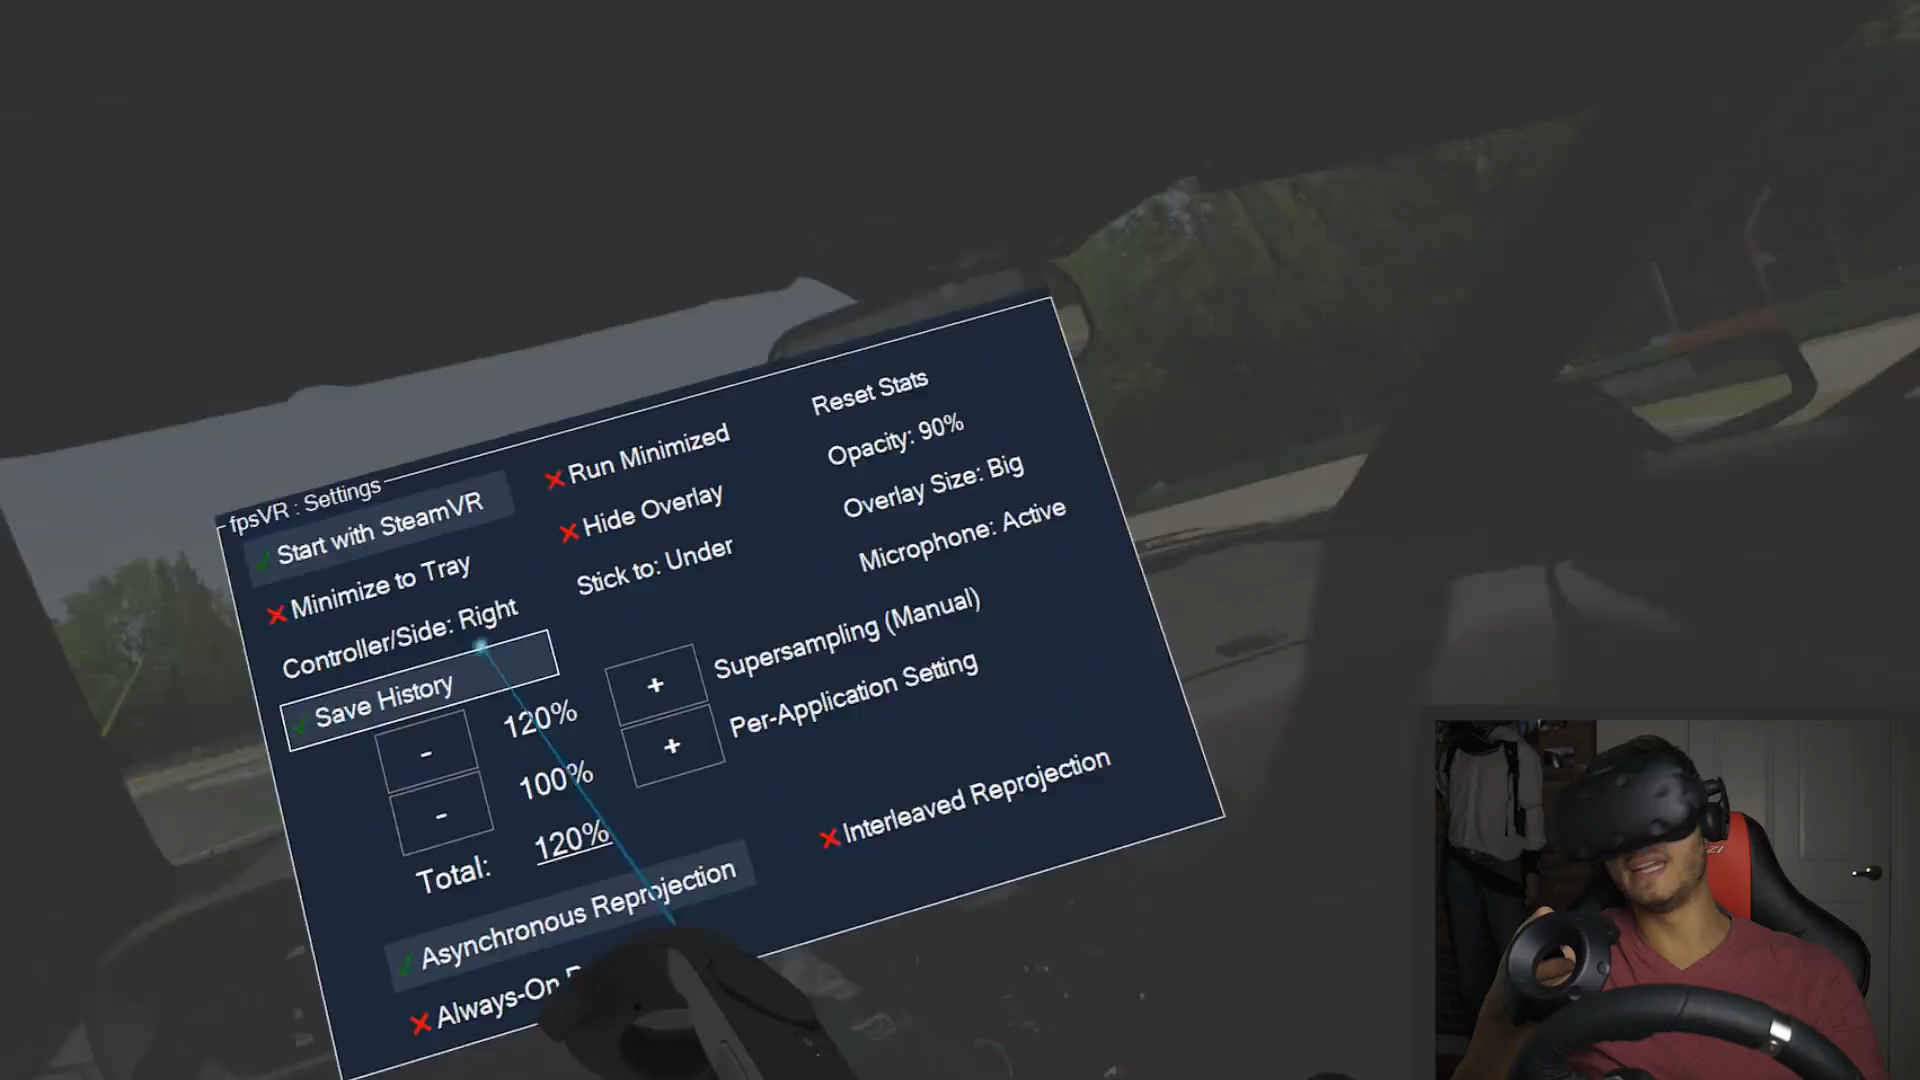 fpsVR : Settings
Start with SteamVR
Run Minimized
Reset Stats
Minimize to Tray
Hide Overlay
Opacity: 90%
Controller/Side: Right
Stick to: Under
Overlay Size: Big
Save History
Microphone: Active
- 120% + Supersampling (Manual)
- 100% + Per-Application Setting
Total: 120%
Asynchronous Reprojection
Interleaved Reprojection
Always-On